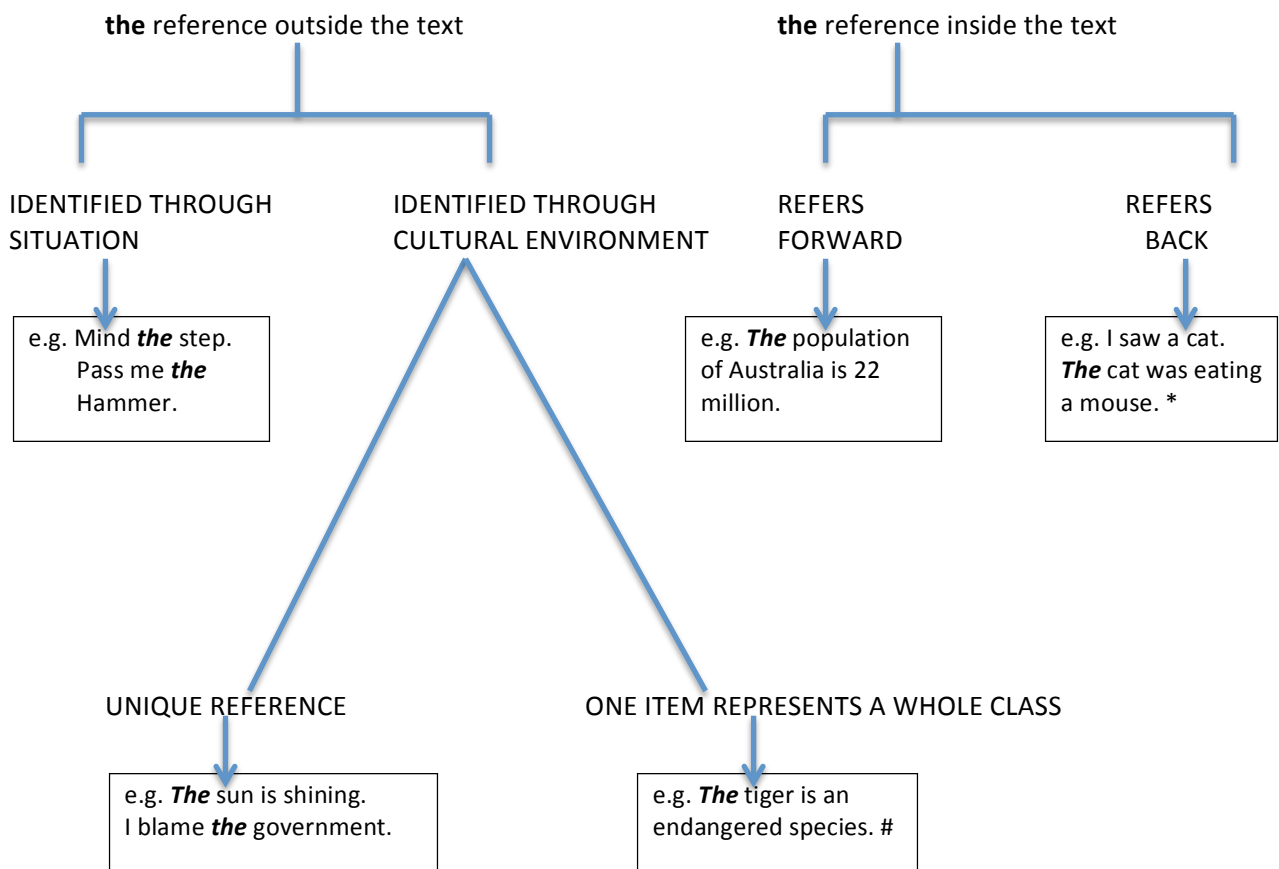 the reference outside the text
the reference inside the text
IDENTIFIED THROUGH
SITUATION
IDENTIFIED THROUGH
CULTURAL ENVIRONMENT
REFERS
FORWARD
REFERS
BACK
e.g. Mind the step.
Pass me the
Hammer.
e.g. The population
of Australia is 22
million.
e.g. I saw a cat.
The cat was eating
a mouse. *
UNIQUE REFERENCE
ONE ITEM REPRESENTS A WHOLE CLASS
e.g. The sun is shining.
I blame the government.
e.g. The tiger is an
endangered species. #